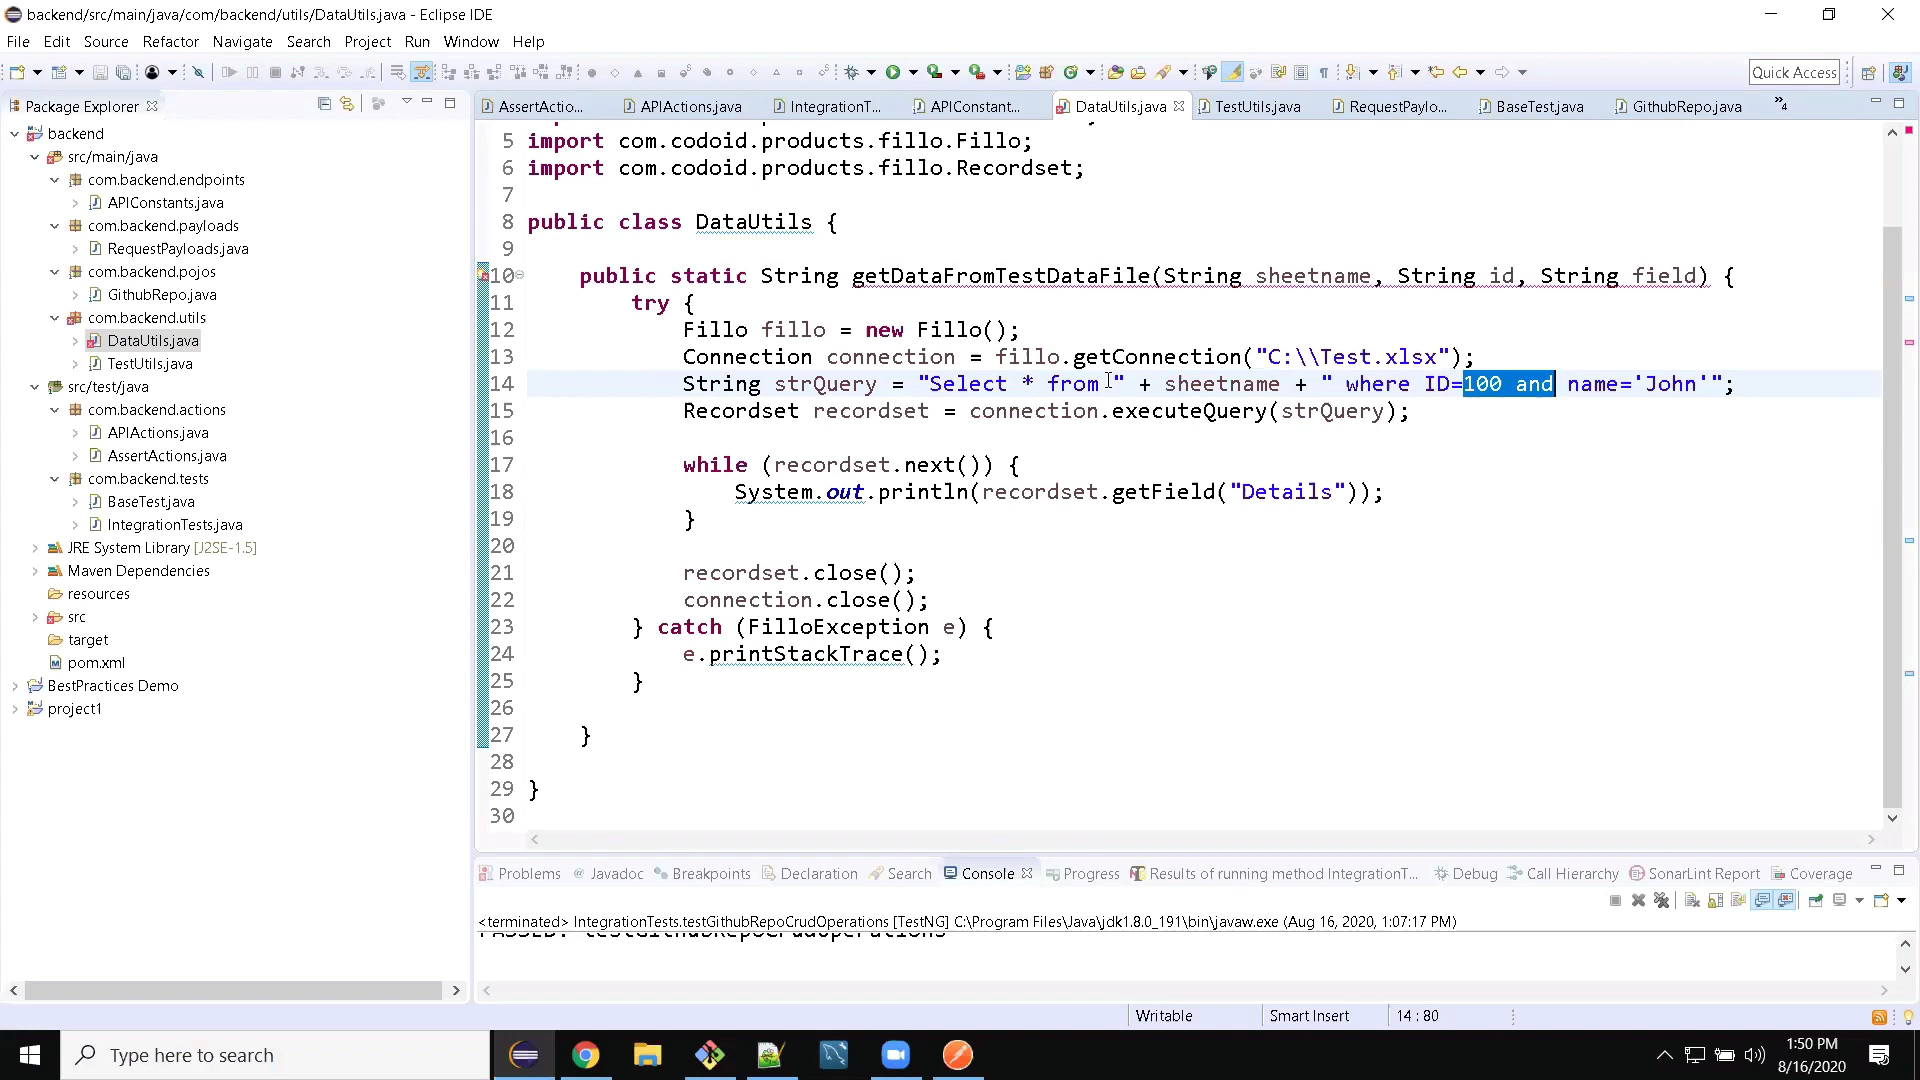 backend/src/main/java/com/backend/utils/DataUtils.java - Eclipse IDE
File Edit Source Refactor Navigate Search Project Run Window Help
Quick Access
Package Explorer
AssertActio... APIActions.java IntegrationT... APIConstant... DataUtils.java TestUtils.java RequestPaylo... BaseTest.java GithubRepo.java »4
backend
src/main/java
com.backend.endpoints
APIConstants.java
com.backend.payloads
RequestPayloads.java
com.backend.pojos
GithubRepo.java
com.backend.utils
DataUtils.java
TestUtils.java
src/test/java
com.backend.actions
APIActions.java
AssertActions.java
com.backend.tests
BaseTest.java
IntegrationTests.java
JRE System Library [J2SE-1.5]
Maven Dependencies
resources
src
target
pom.xml
BestPractices Demo
project1
5 import com.codoid.products.fillo.Fillo;
6 import com.codoid.products.fillo.Recordset;
7
8 public class DataUtils {
9
10 public static String getDataFromTestDataFile(String sheetname, String id, String field) {
11 try {
12 Fillo fillo = new Fillo();
13 Connection connection = fillo.getConnection("C:\\Test.xlsx");
14 String strQuery = "Select * from " + sheetname + " where ID=100 and name='John'";
15 Recordset recordset = connection.executeQuery(strQuery);
16
17 while (recordset.next()) {
18 System.out.println(recordset.getField("Details"));
19 }
20
21 recordset.close();
22 connection.close();
23 } catch (FilloException e) {
24 e.printStackTrace();
25 }
26
27 }
28
29 }
30
Problems @ Javadoc Breakpoints Declaration Search Console Progress Results of running method IntegrationT... Debug Call Hierarchy SonarLint Report Coverage
<terminated> IntegrationTests.testGithubRepoCrudOperations [TestNG] C:\Program Files\Java\jdk1.8.0_191\bin\javaw.exe (Aug 16, 2020, 1:07:17 PM)
PASSED: testGithubRepoCrudOperations
Writable Smart Insert 14 : 80
Type here to search
1:50 PM
8/16/2020